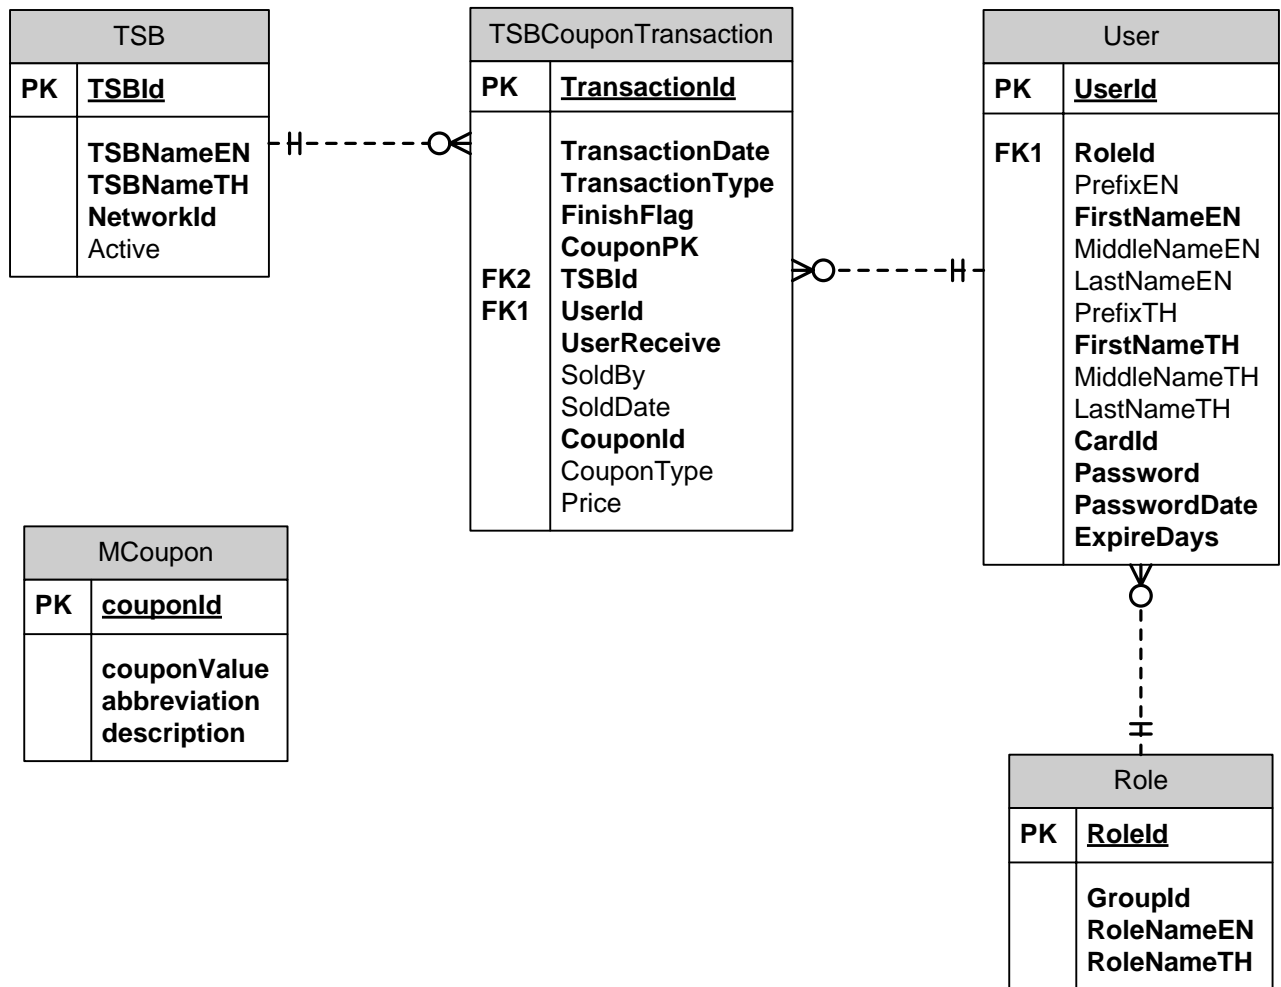 TSB
PK TSBId
TSBNameEN
TSBNameTH
NetworkId
Active
TSBCouponTransaction
PK TransactionId
TransactionDate
TransactionType
FinishFlag
CouponPK
FK2 TSBId
FK1 UserId
UserReceive
SoldBy
SoldDate
CouponId
CouponType
Price
User
PK UserId
FK1 RoleId
PrefixEN
FirstNameEN
MiddleNameEN
LastNameEN
PrefixTH
FirstNameTH
MiddleNameTH
LastNameTH
CardId
Password
PasswordDate
ExpireDays
MCoupon
PK couponId
couponValue
abbreviation
description
Role
PK RoleId
GroupId
RoleNameEN
RoleNameTH